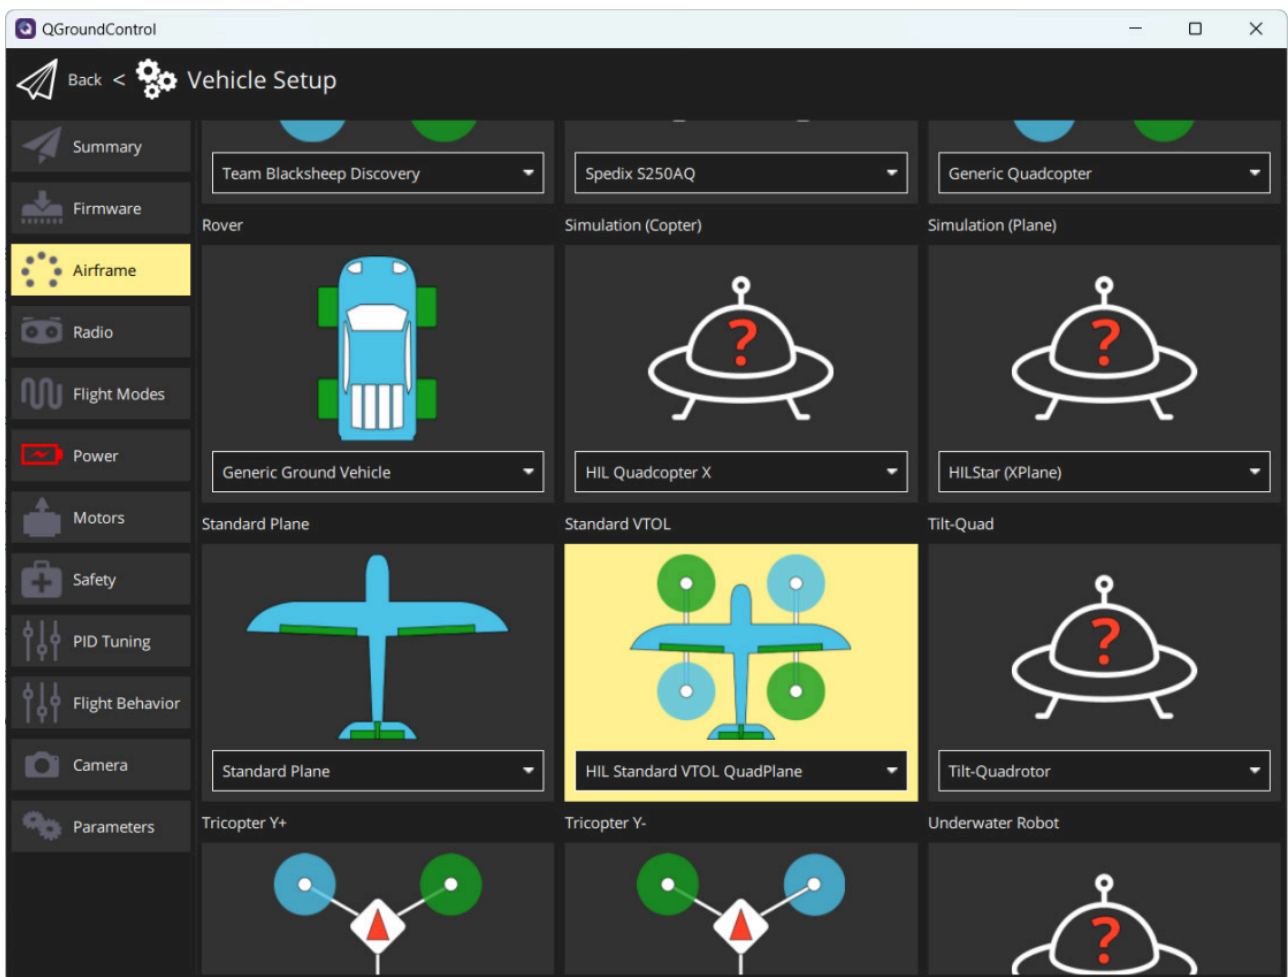 QGroundControl
Back < Vehicle Setup
Summary
Firmware
Airframe
Radio
Flight Modes
Power
Motors
Safety
PID Tuning
Flight Behavior
Camera
Parameters
Team Blacksheep Discovery
Spedix S250AQ
Generic Quadcopter
Rover
Simulation (Copter)
Simulation (Plane)
?
?
Generic Ground Vehicle
HIL Quadcopter X
HILStar (XPlane)
Standard Plane
Standard VTOL
Tilt-Quad
?
Standard Plane
HIL Standard VTOL QuadPlane
Tilt-Quadrotor
Tricopter Y+
Tricopter Y-
Underwater Robot
?